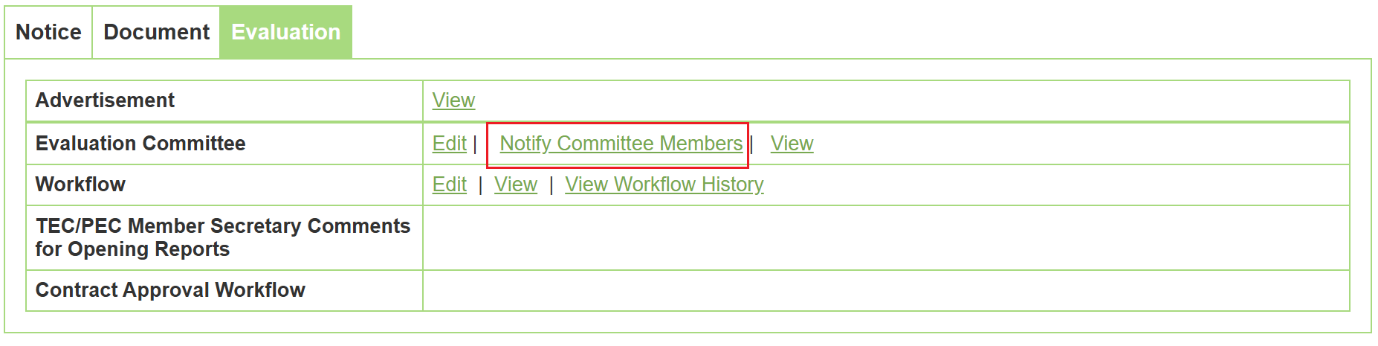 Notice Document Evaluation
Advertisement View
Evaluation Committee Edit | Notify Committee Members | View
Workflow Edit | View | View Workflow History
TEC/PEC Member Secretary Comments
for Opening Reports
Contract Approval Workflow